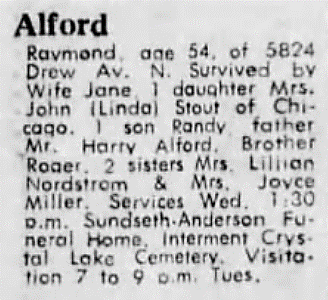 Alford
Raymond, age 54, of 5824
Drew Av. N. Survived by
Wife Jane, 1 daughter Mrs.
John (Linda) Stout of Chi-
cago, 1 son Randy, father
Mr. Harry Alford, Brother
Roger, 2 sisters Mrs. Lillian
Nordstrom & Mrs. Joyce
Miller. Services Wed. 1:30
p.m. Sundseth-Anderson Fu-
neral Home, Interment Crys-
tal Lake Cemetery. Visita-
tion 7 to 9 p.m. Tues.